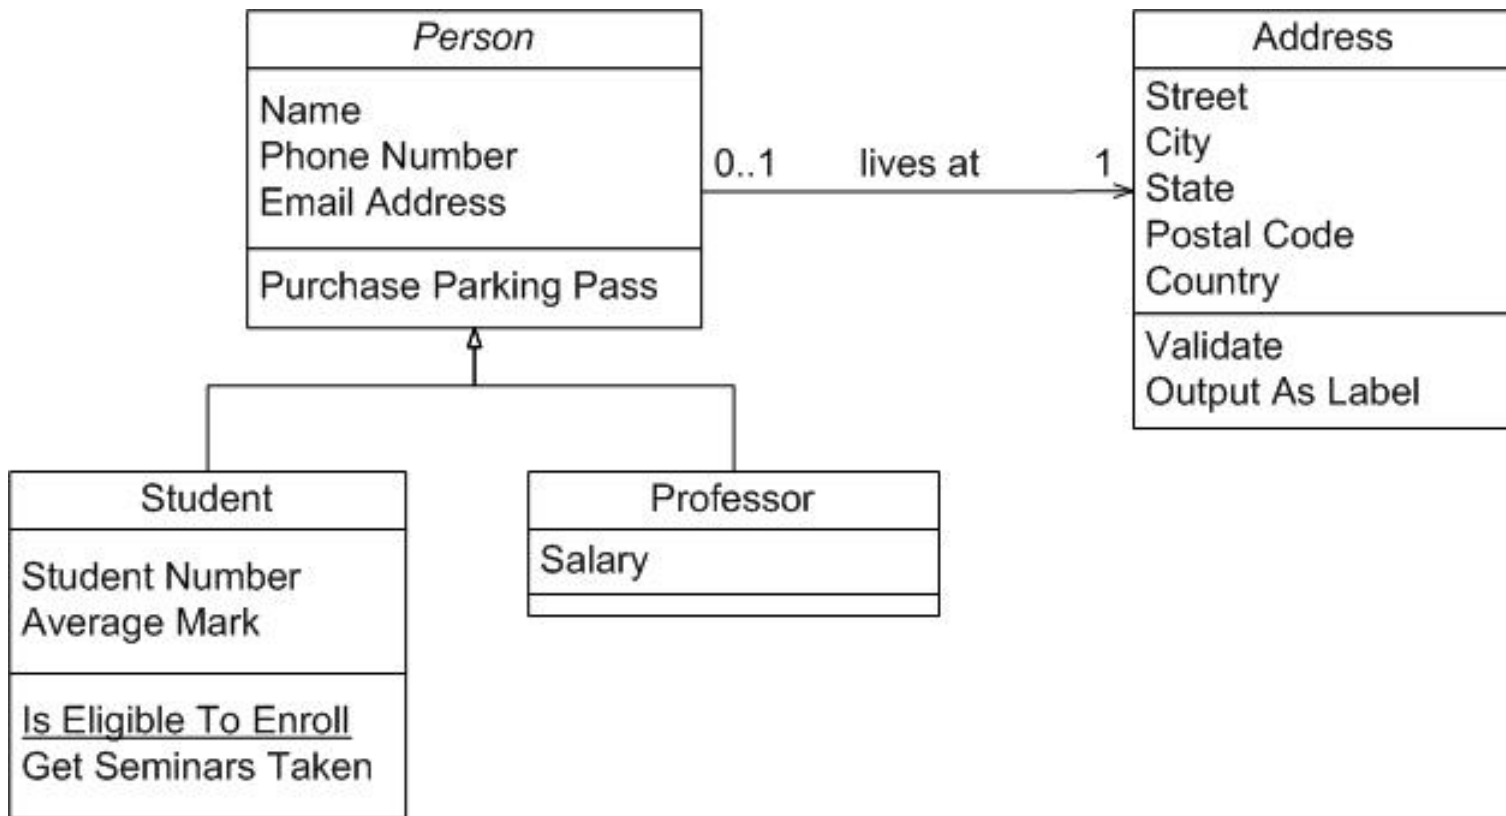 Person
Name
Phone Number
Email Address
Purchase Parking Pass
0..1 lives at 1
Address
Street
City
State
Postal Code
Country
Validate
Output As Label
Student
Student Number
Average Mark
Is Eligible To Enroll
Get Seminars Taken
Professor
Salary